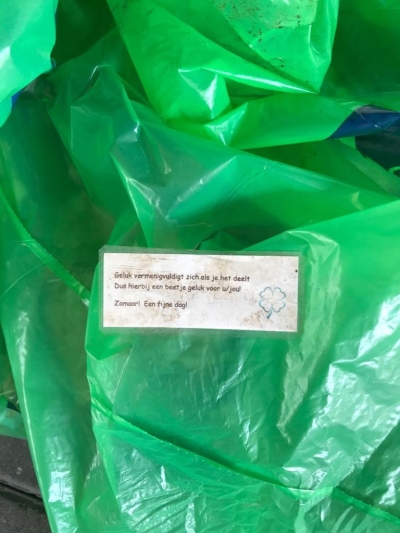 Geluk vermenigvuldigt zich als je het deelt
Dus hierbij een beetje geluk voor u/jou!
Zomaar! Een fijne dag!